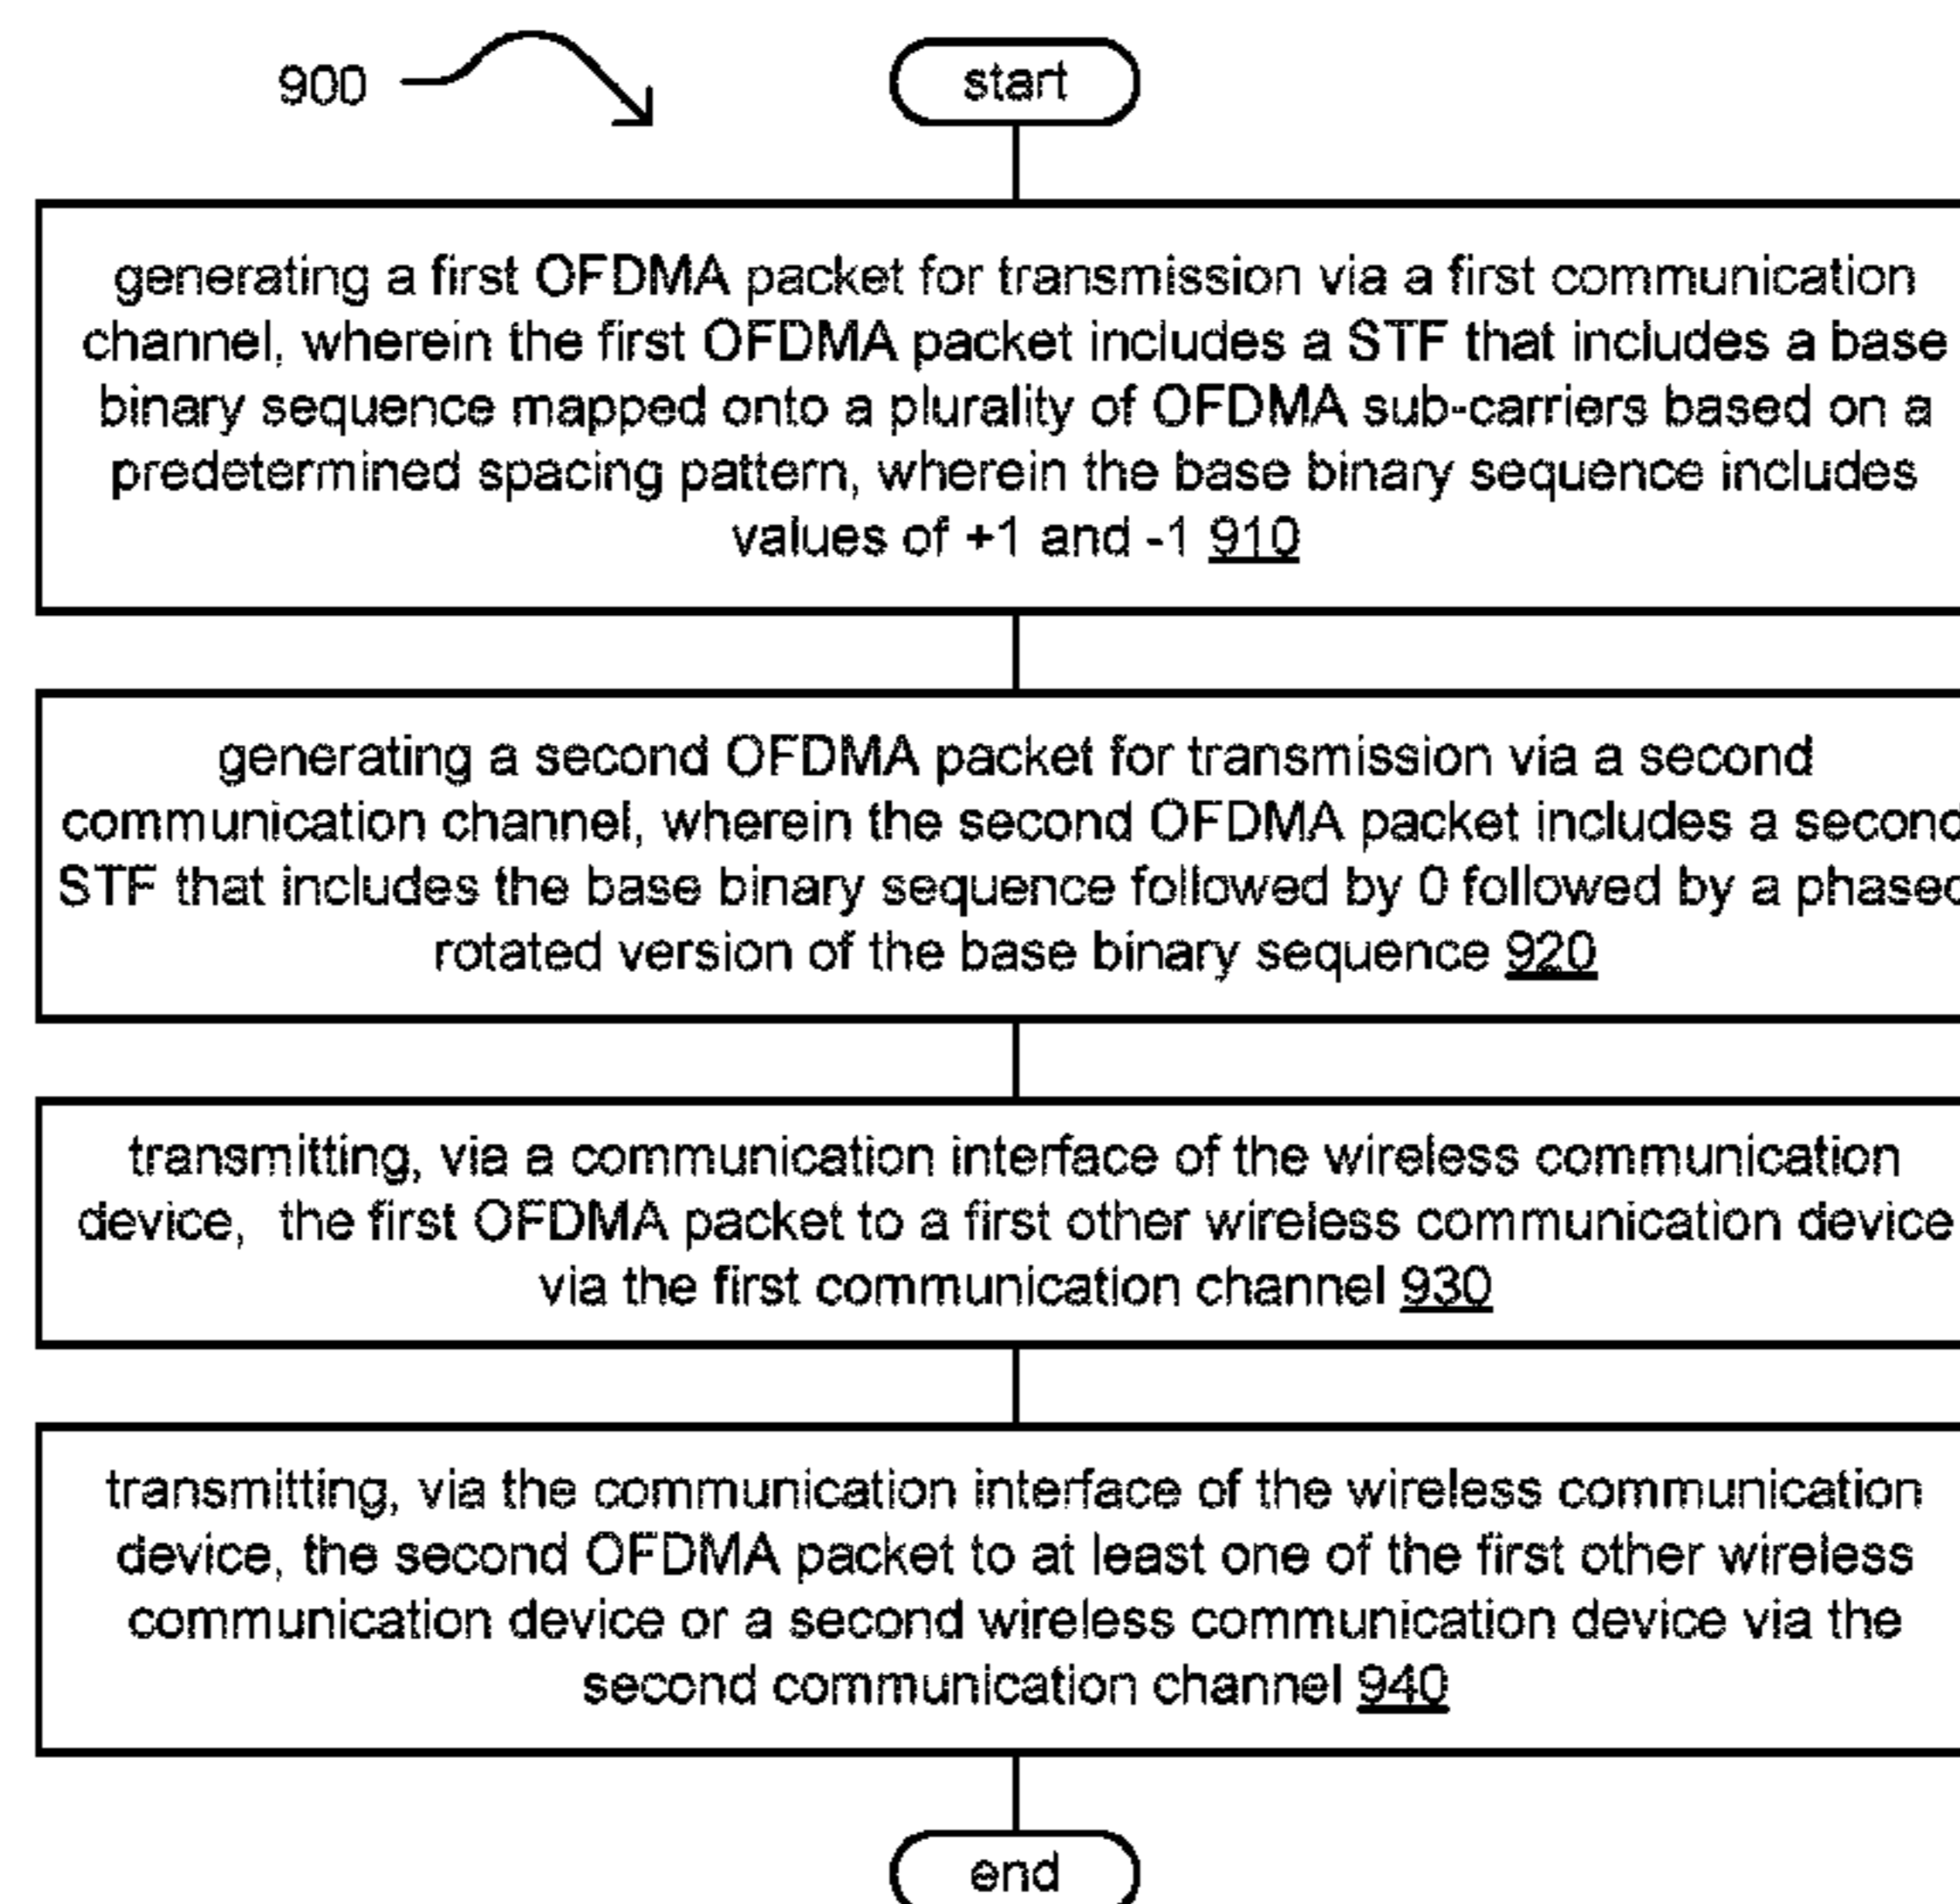 900
start
generating a first OFDMA packet for transmission via a first communication
channel, wherein the first OFDMA packet includes a STF that includes a base
binary sequence mapped onto a plurality of OFDMA sub-carriers based on a
predetermined spacing pattern, wherein the base binary sequence includes
values of +1 and -1 910
generating a second OFDMA packet for transmission via a second
communication channel, wherein the second OFDMA packet includes a second
STF that includes the base binary sequence followed by 0 followed by a phased
rotated version of the base binary sequence 920
transmitting, via a communication interface of the wireless communication
device, the first OFDMA packet to a first other wireless communication device
via the first communication channel 930
transmitting, via the communication interface of the wireless communication
device, the second OFDMA packet to at least one of the first other wireless
communication device or a second wireless communication device via the
second communication channel 940
end